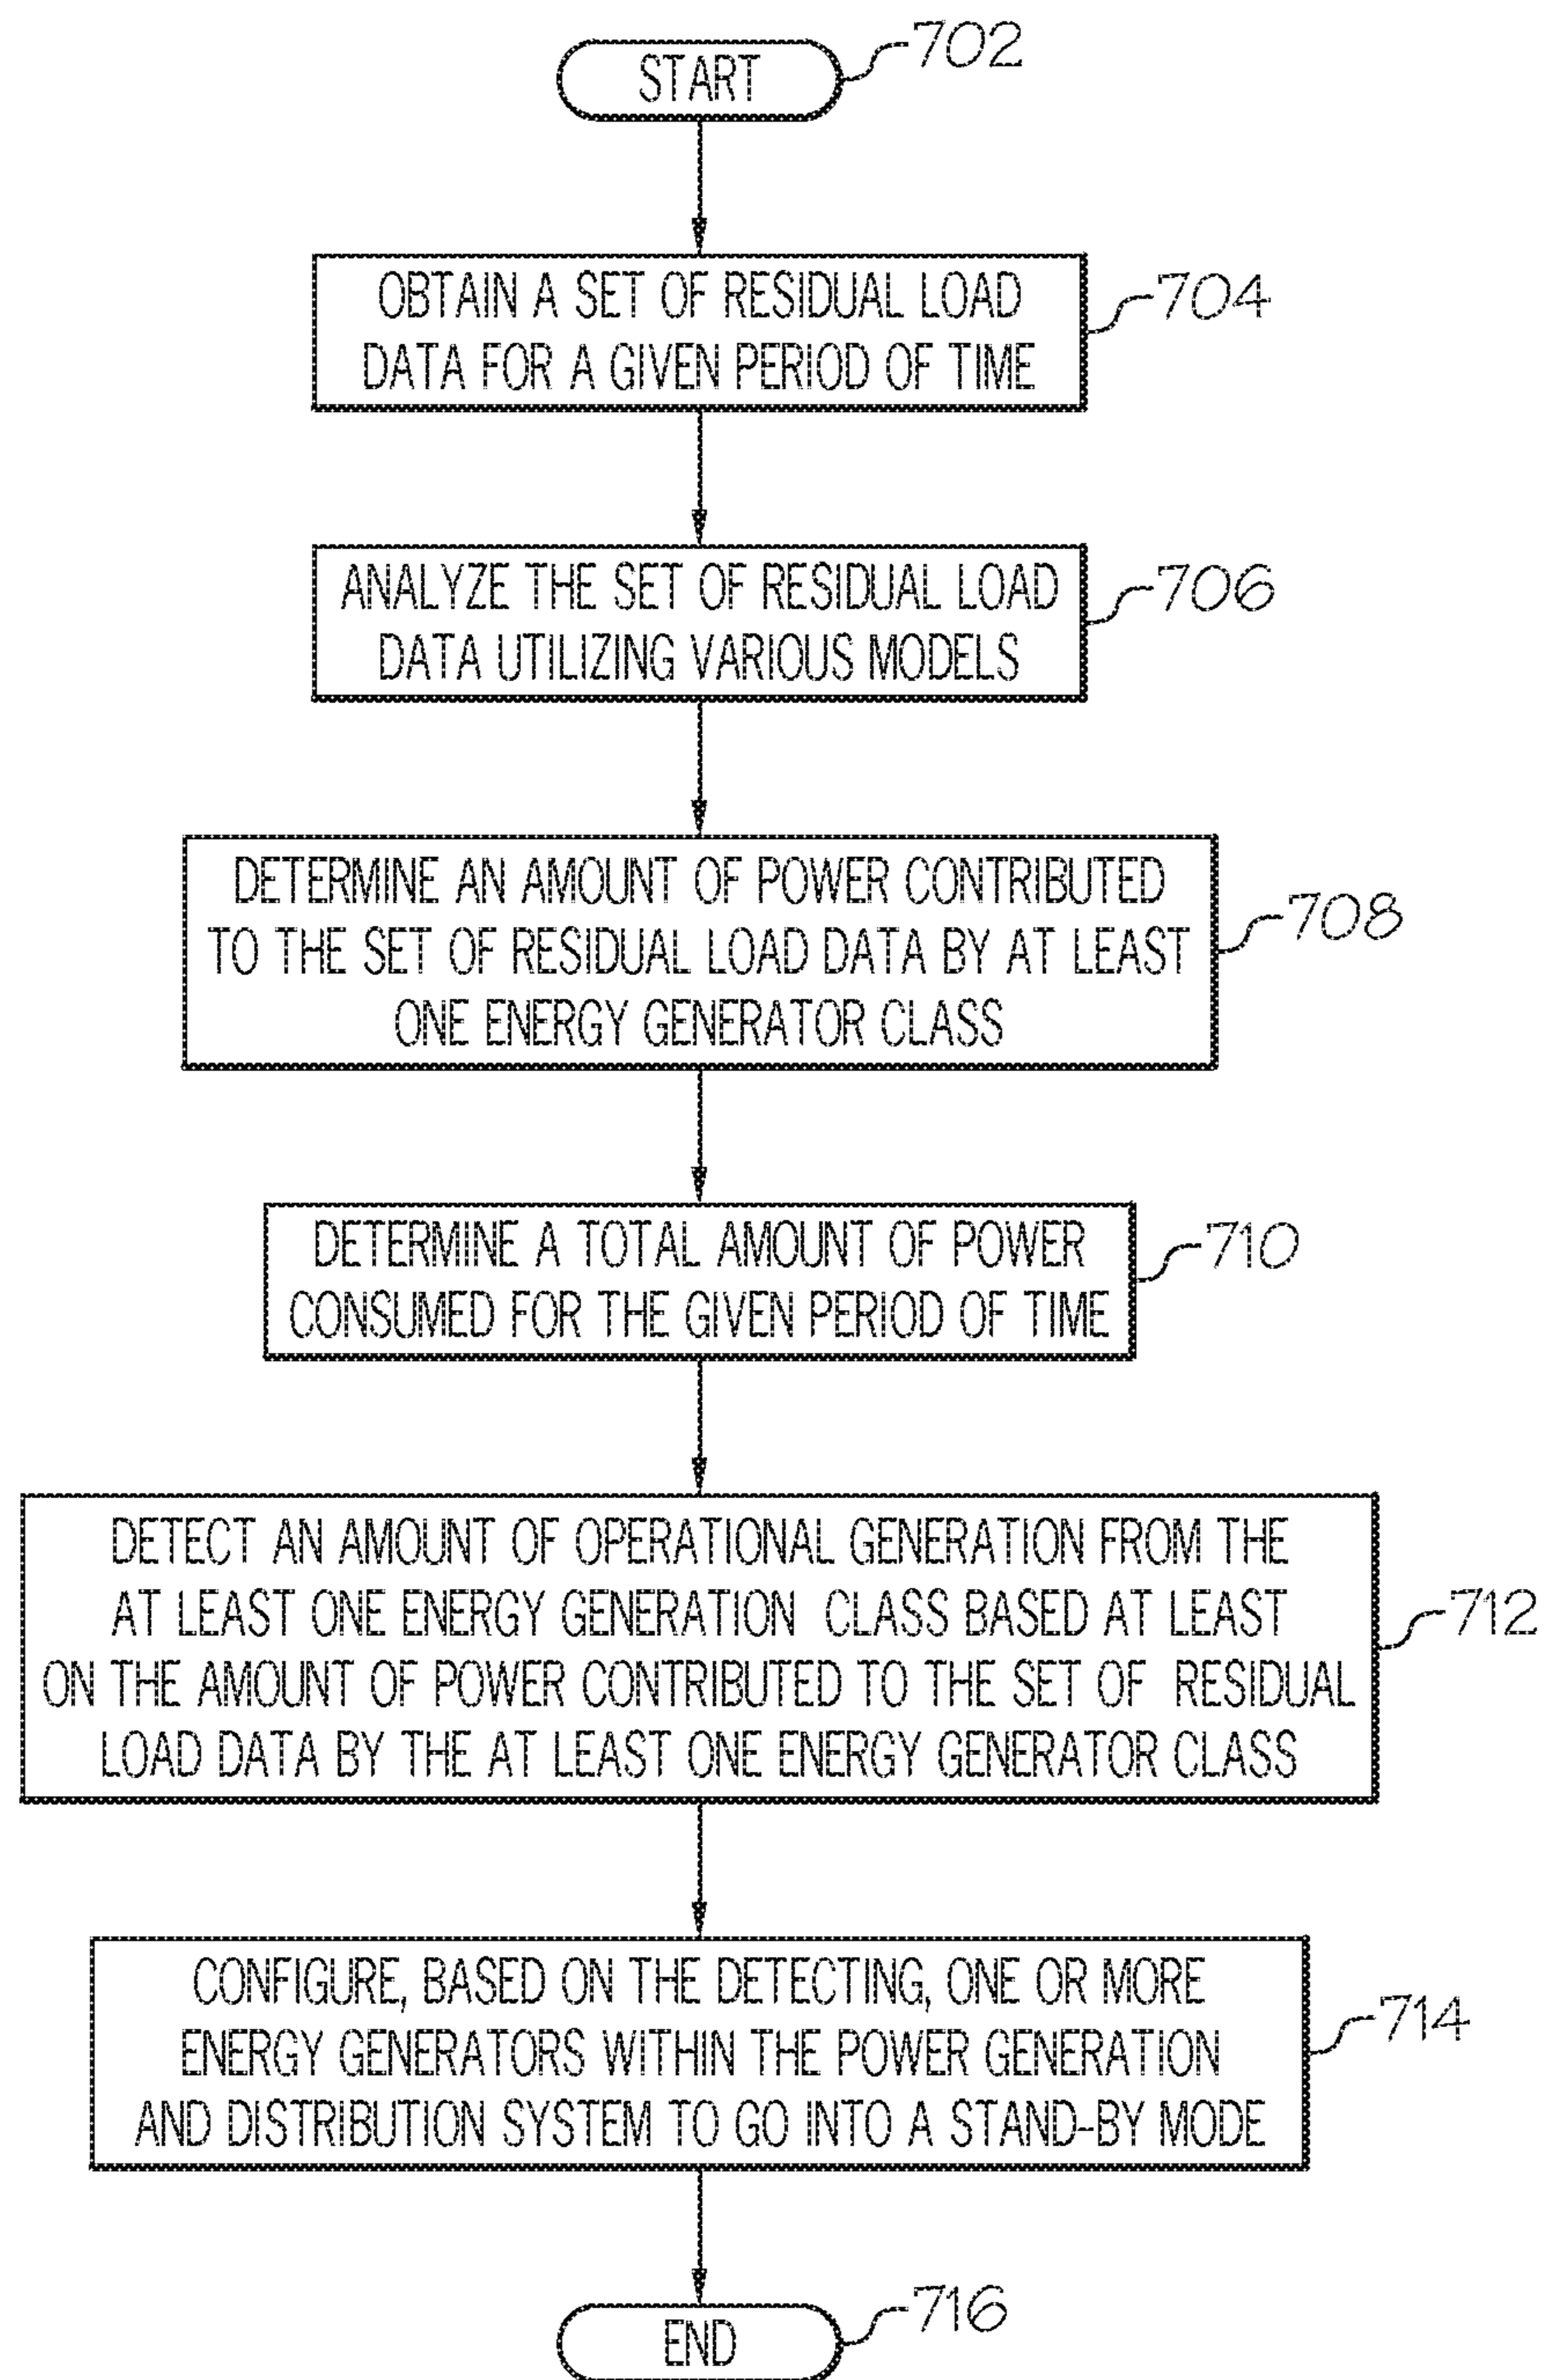 START
702
OBTAIN A SET OF RESIDUAL LOAD
DATA FOR A GIVEN PERIOD OF TIME
704
ANALYZE THE SET OF RESIDUAL LOAD
DATA UTILIZING VARIOUS MODELS
706
DETERMINE AN AMOUNT OF POWER CONTRIBUTED
TO THE SET OF RESIDUAL LOAD DATA BY AT LEAST
ONE ENERGY GENERATOR CLASS
708
DETERMINE A TOTAL AMOUNT OF POWER
CONSUMED FOR THE GIVEN PERIOD OF TIME
710
DETECT AN AMOUNT OF OPERATIONAL GENERATION FROM THE
AT LEAST ONE ENERGY GENERATION CLASS BASED AT LEAST
ON THE AMOUNT OF POWER CONTRIBUTED TO THE SET OF RESIDUAL
LOAD DATA BY THE AT LEAST ONE ENERGY GENERATOR CLASS
712
CONFIGURE, BASED ON THE DETECTING, ONE OR MORE
ENERGY GENERATORS WITHIN THE POWER GENERATION
AND DISTRIBUTION SYSTEM TO GO INTO A STAND-BY MODE
714
END
716